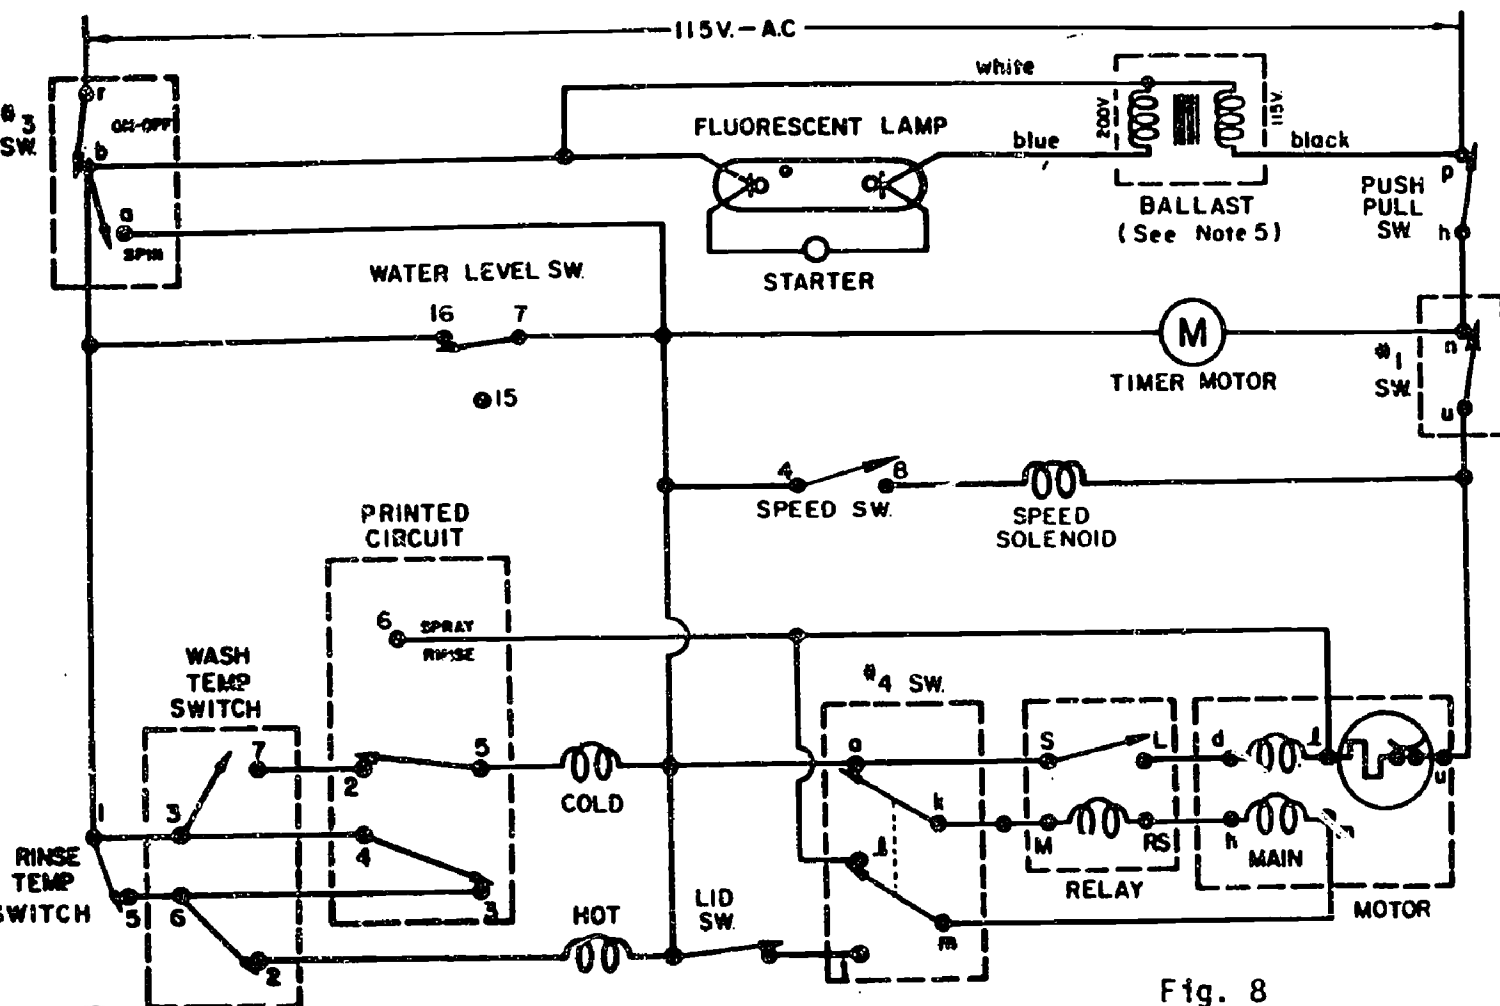 115V.-A.C
white
#3
SW.
r
ON-OFF
b
a
SPIN
FLUORESCENT LAMP
STARTER
blue
200V
115V.
black
BALLAST
(See Note 5)
PUSH
PULL
SW.
p
h
WATER LEVEL SW.
16
7
15
M
TIMER MOTOR
#1
SW.
n
u
4
8
SPEED SW.
SPEED
SOLENOID
PRINTED
CIRCUIT
6
SPRAY
RINSE
2
5
4
3
WASH
TEMP
SWITCH
7
1
3
RINSE
TEMP
SWITCH
5
6
2
COLD
HOT
LID
SW.
#4 SW.
a
k
l
m
S
L
M
RS
RELAY
d
l
u
h
MAIN
MOTOR
Fig. 8